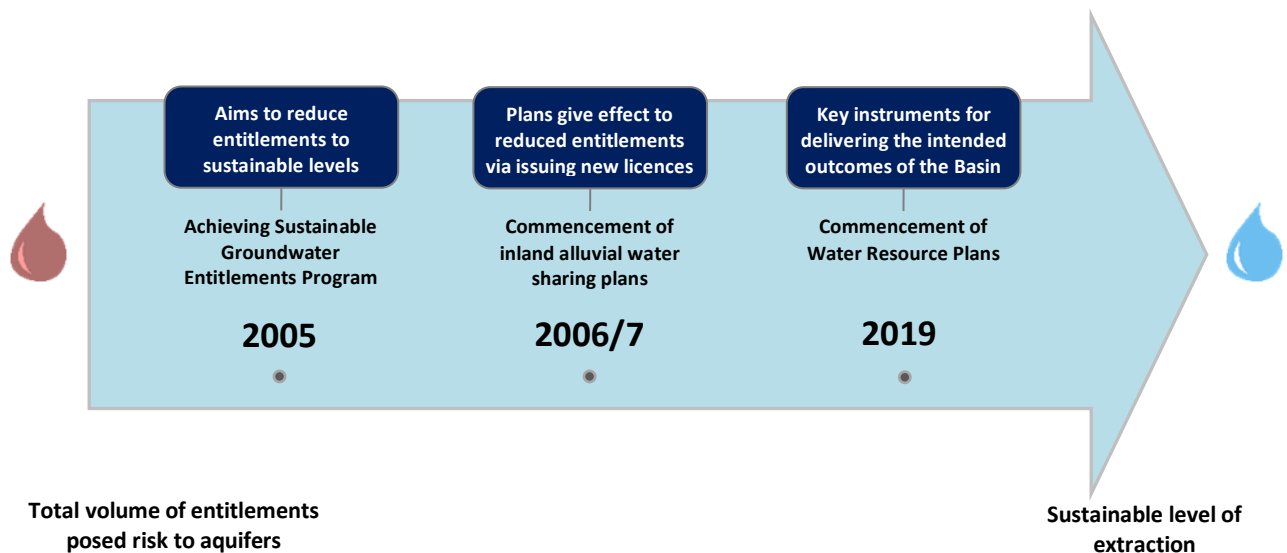 Aims to reduce
entitlements to
sustainable levels
Achieving Sustainable
Groundwater
Entitlements Program
2005
Plans give effect to
reduced entitlements
via issuing new licences
Commencement of
inland alluvial water
sharing plans
2006/7
Key instruments for
delivering the intended
outcomes of the Basin
Commencement of
Water Resource Plans
2019
Total volume of entitlements
posed risk to aquifers
Sustainable level of
extraction